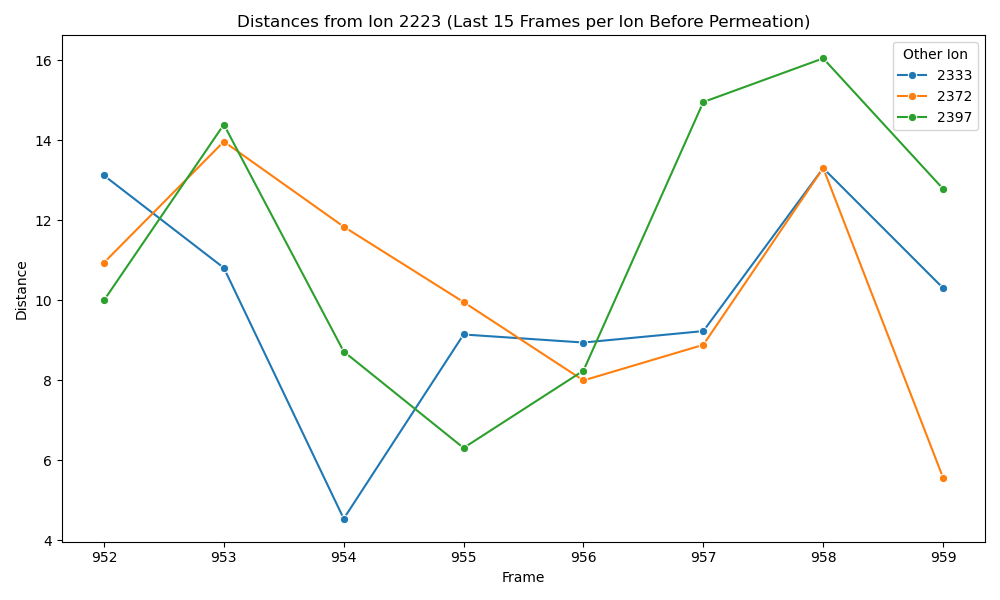 Distances from Ion 2223 (Last 15 Frames per Ion Before Permeation)
Other Ion
2333
2372
2397
Distance
16
14
12
10
8
6
4
952 953 954 955 956 957 958 959
Frame